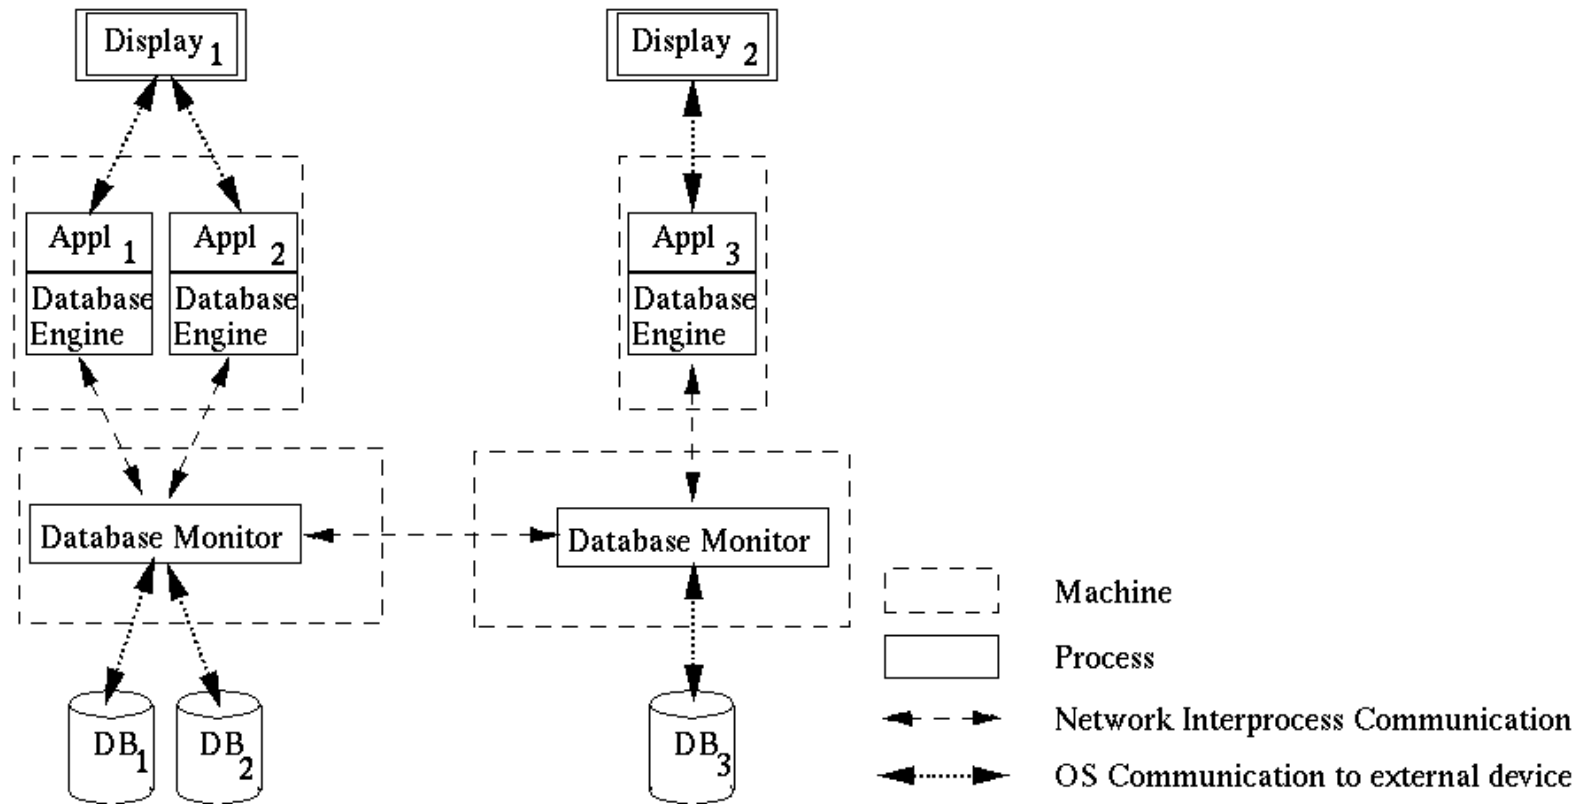 Display 1
Display 2
Appl 1
Appl 2
Appl 3
Database
Engine
Database
Engine
Database
Engine
Database Monitor
Database Monitor
Machine
Process
Network Interprocess Communication
OS Communication to external device
DB1
DB2
DB3